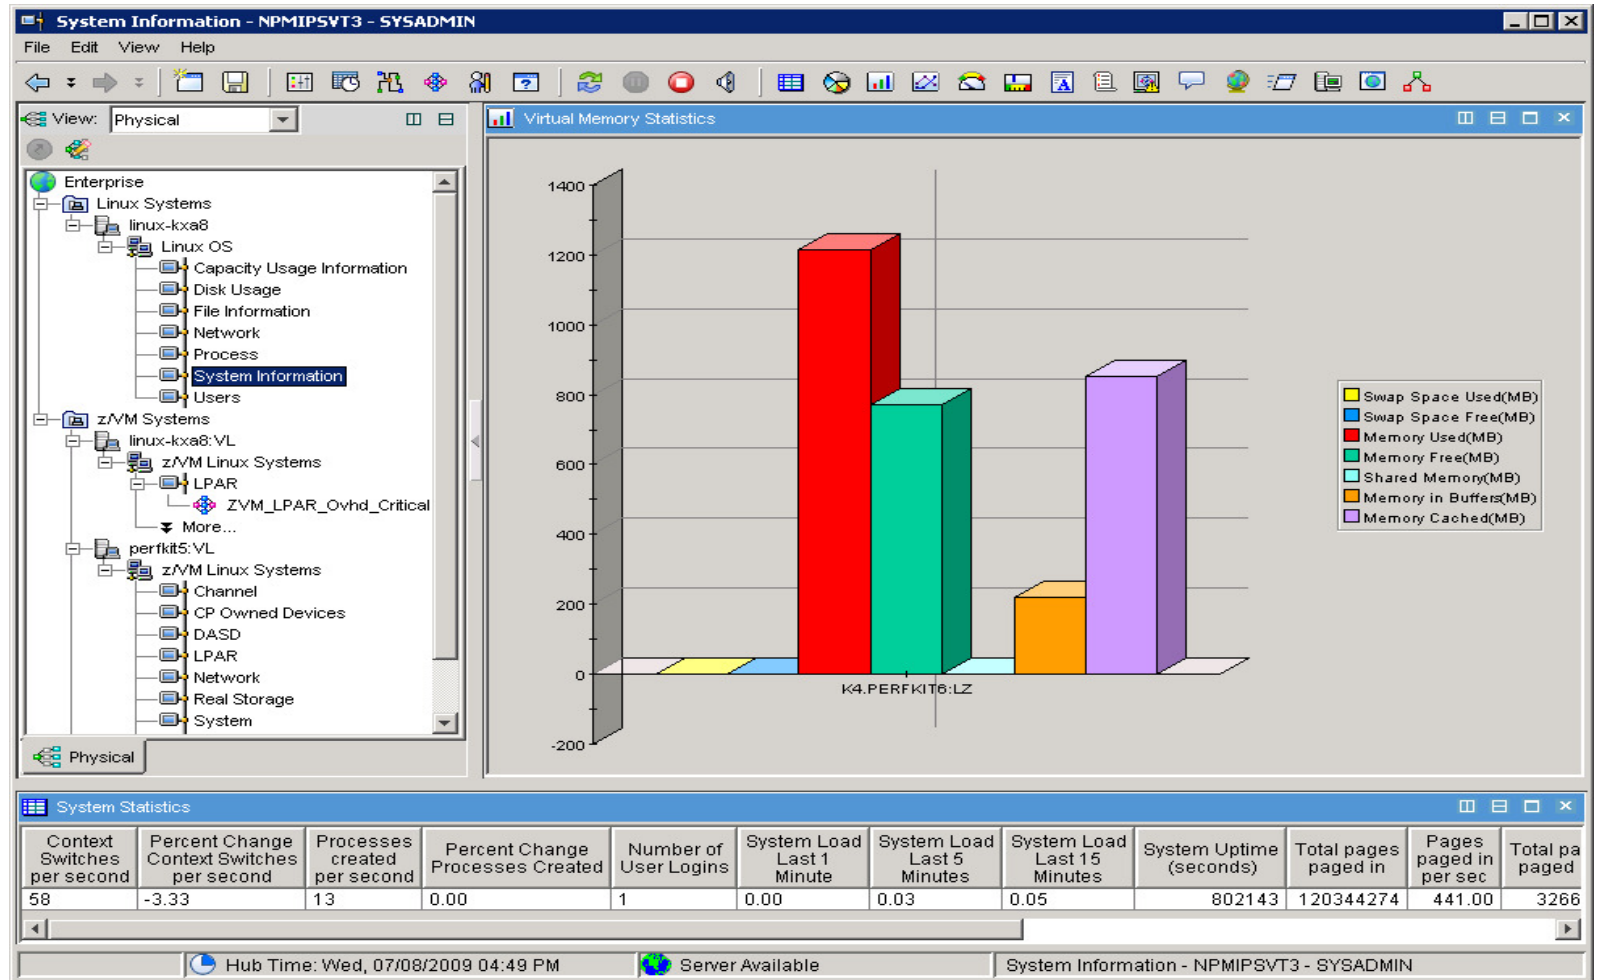 System Information - NPMIPSVT3 - SYSADMIN
File Edit View Help
View: Physical
Enterprise
Linux Systems
linux-kxa8
Linux OS
Capacity Usage Information
Disk Usage
File Information
Network
Process
System Information
Users
z/VM Systems
linux-kxa8:VL
z/VM Linux Systems
LPAR
ZVM_LPAR_Ovhd_Critical
More...
perfkit5:VL
z/VM Linux Systems
Channel
CP Owned Devices
DASD
LPAR
Network
Real Storage
System
Physical
Virtual Memory Statistics
1400
1200
1000
800
600
400
200
0
-200
K4.PERFKIT6:LZ
Swap Space Used(MB)
Swap Space Free(MB)
Memory Used(MB)
Memory Free(MB)
Shared Memory(MB)
Memory in Buffers(MB)
Memory Cached(MB)
System Statistics
Context Switches per second
Percent Change Context Switches per second
Processes created per second
Percent Change Processes Created
Number of User Logins
System Load Last 1 Minute
System Load Last 5 Minutes
System Load Last 15 Minutes
System Uptime (seconds)
Total pages paged in
Pages paged in per sec
Total pa paged
58 -3.33 13 0.00 1 0.00 0.03 0.05 802143 120344274 441.00 3266
Hub Time: Wed, 07/08/2009 04:49 PM
Server Available
System Information - NPMIPSVT3 - SYSADMIN